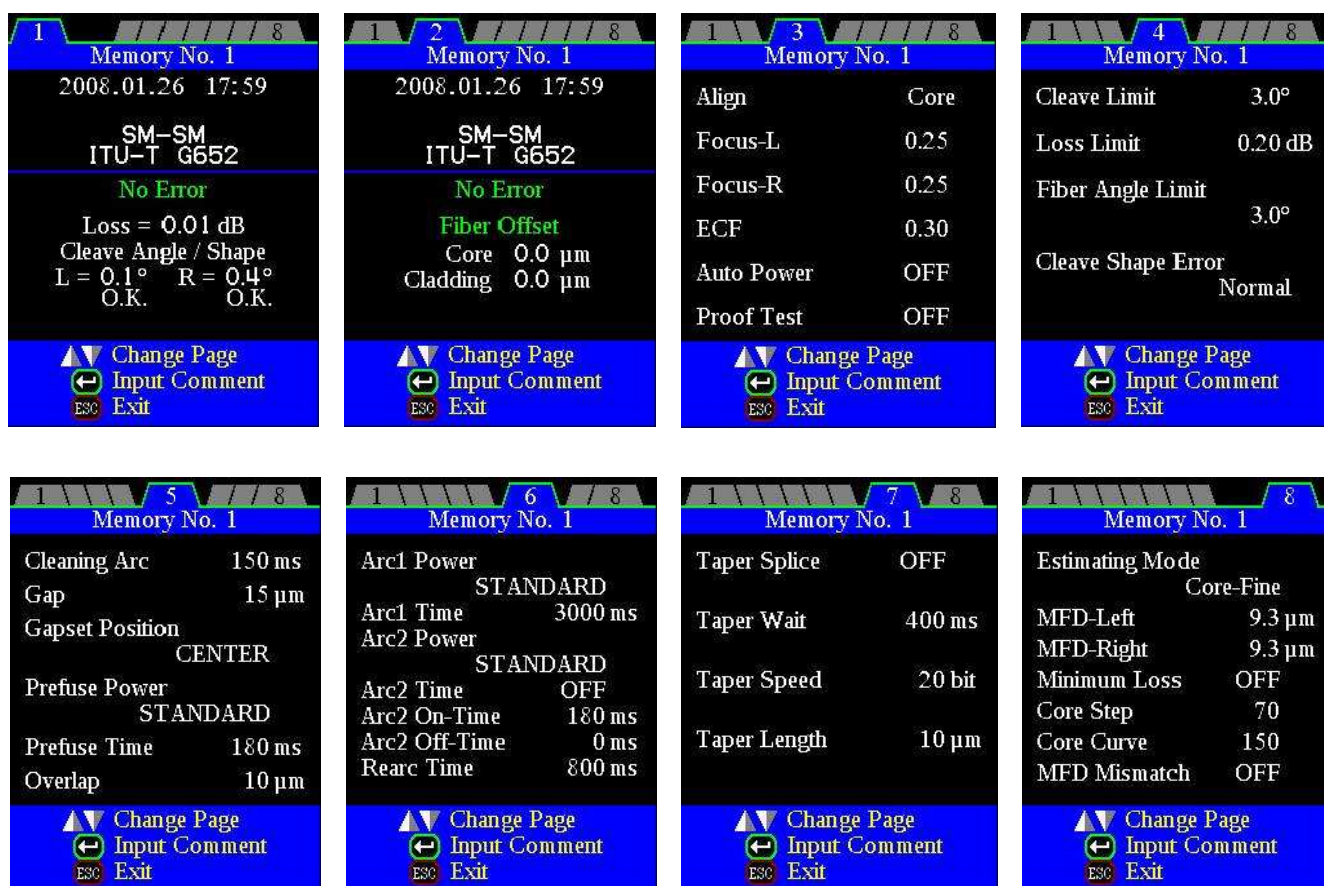 1 8
Memory No. 1
2008.01.26 17:59
SM-SM
ITU-T G652
No Error
Loss = 0.01 dB
Cleave Angle / Shape
L = 0.1° R = 0.4°
O.K. O.K.
Change Page
Input Comment
ESC Exit
1 2 8
Memory No. 1
2008.01.26 17:59
SM-SM
ITU-T G652
No Error
Fiber Offset
Core 0.0 µm
Cladding 0.0 µm
Change Page
Input Comment
ESC Exit
1 3 8
Memory No. 1
Align Core
Focus-L 0.25
Focus-R 0.25
ECF 0.30
Auto Power OFF
Proof Test OFF
Change Page
Input Comment
ESC Exit
1 4 8
Memory No. 1
Cleave Limit 3.0°
Loss Limit 0.20 dB
Fiber Angle Limit
3.0°
Cleave Shape Error
Normal
Change Page
Input Comment
ESC Exit
1 5 8
Memory No. 1
Cleaning Arc 150 ms
Gap 15 µm
Gapset Position
CENTER
Prefuse Power
STANDARD
Prefuse Time 180 ms
Overlap 10 µm
Change Page
Input Comment
ESC Exit
1 6 8
Memory No. 1
Arc1 Power
STANDARD
Arc1 Time 3000 ms
Arc2 Power
STANDARD
Arc2 Time OFF
Arc2 On-Time 180 ms
Arc2 Off-Time 0 ms
Rearc Time 800 ms
Change Page
Input Comment
ESC Exit
1 7 8
Memory No. 1
Taper Splice OFF
Taper Wait 400 ms
Taper Speed 20 bit
Taper Length 10 µm
Change Page
Input Comment
ESC Exit
1 8
Memory No. 1
Estimating Mode
Core-Fine
MFD-Left 9.3 µm
MFD-Right 9.3 µm
Minimum Loss OFF
Core Step 70
Core Curve 150
MFD Mismatch OFF
Change Page
Input Comment
ESC Exit